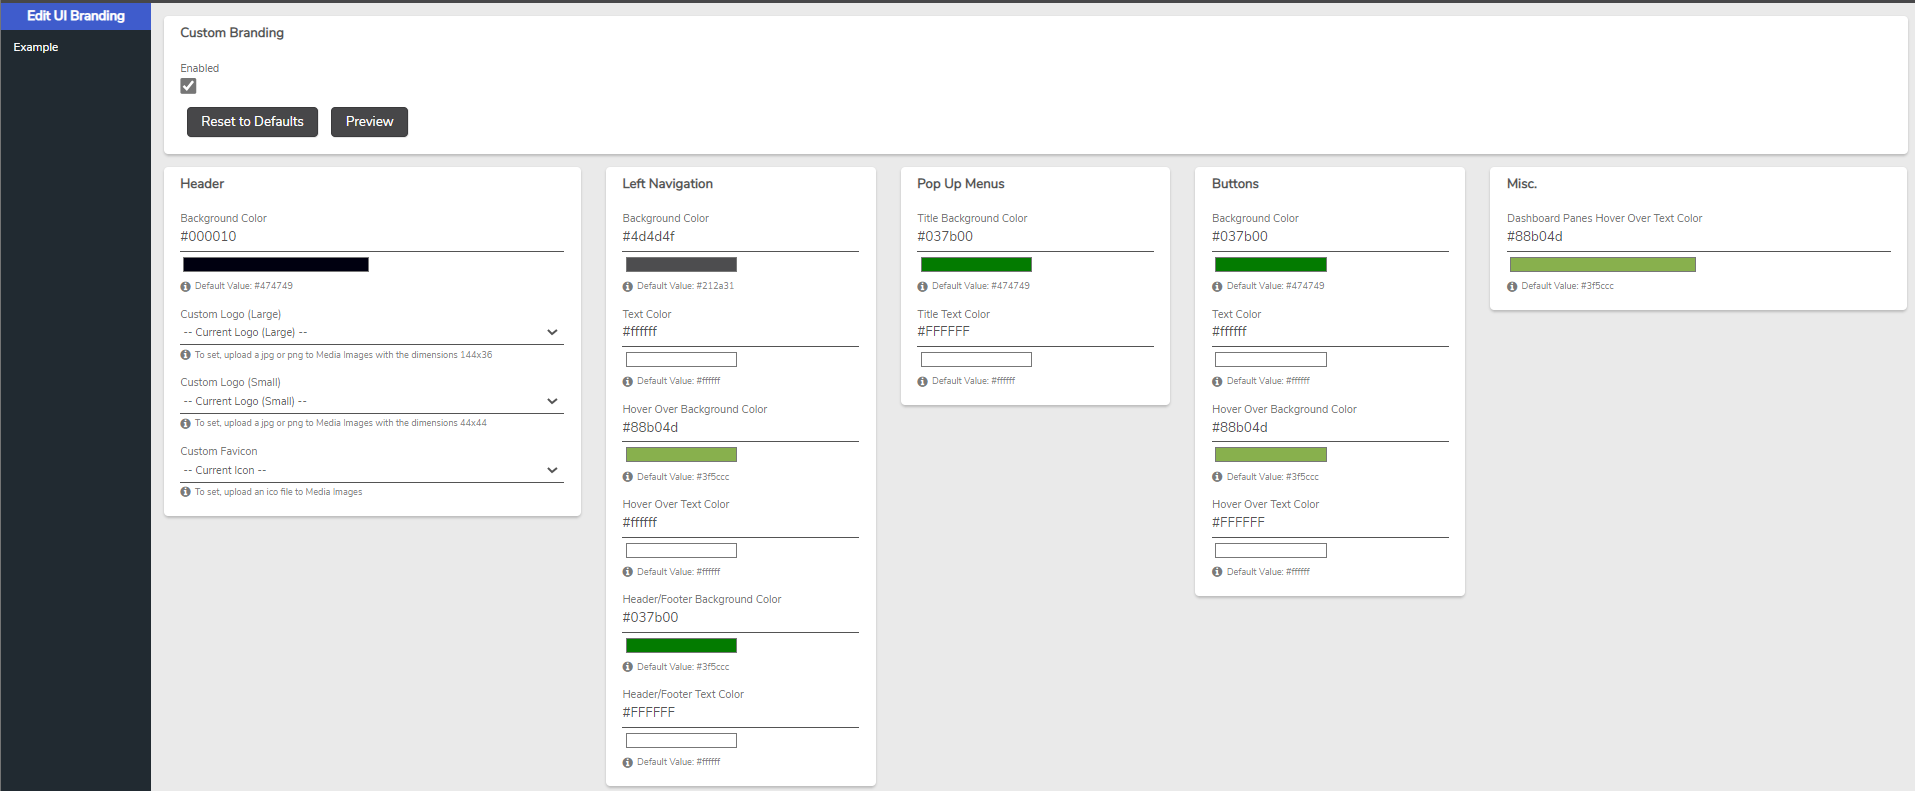 Edit UI Branding
Example
Custom Branding
Enabled
Reset to Defaults
Preview
Header
Background Color
#000010
Default Value: #474749
Custom Logo (Large)
-- Current Logo (Large) --
To set, upload a jpg or png to Media Images with the dimensions 144x36
Custom Logo (Small)
-- Current Logo (Small) --
To set, upload a jpg or png to Media Images with the dimensions 44x44
Custom Favicon
-- Current Icon --
To set, upload an ico file to Media Images
Left Navigation
Background Color
#4d4d4f
Default Value: #212a31
Text Color
#ffffff
Default Value: #ffffff
Hover Over Background Color
#88b04d
Default Value: #3f5ccc
Hover Over Text Color
#ffffff
Default Value: #ffffff
Header/Footer Background Color
#037b00
Default Value: #3f5ccc
Header/Footer Text Color
#FFFFFF
Default Value: #ffffff
Pop Up Menus
Title Background Color
#037b00
Default Value: #474749
Title Text Color
#FFFFFF
Default Value: #ffffff
Buttons
Background Color
#037b00
Default Value: #474749
Text Color
#ffffff
Default Value: #ffffff
Hover Over Background Color
#88b04d
Default Value: #3f5ccc
Hover Over Text Color
#FFFFFF
Default Value: #ffffff
Misc.
Dashboard Panes Hover Over Text Color
#88b04d
Default Value: #3f5ccc